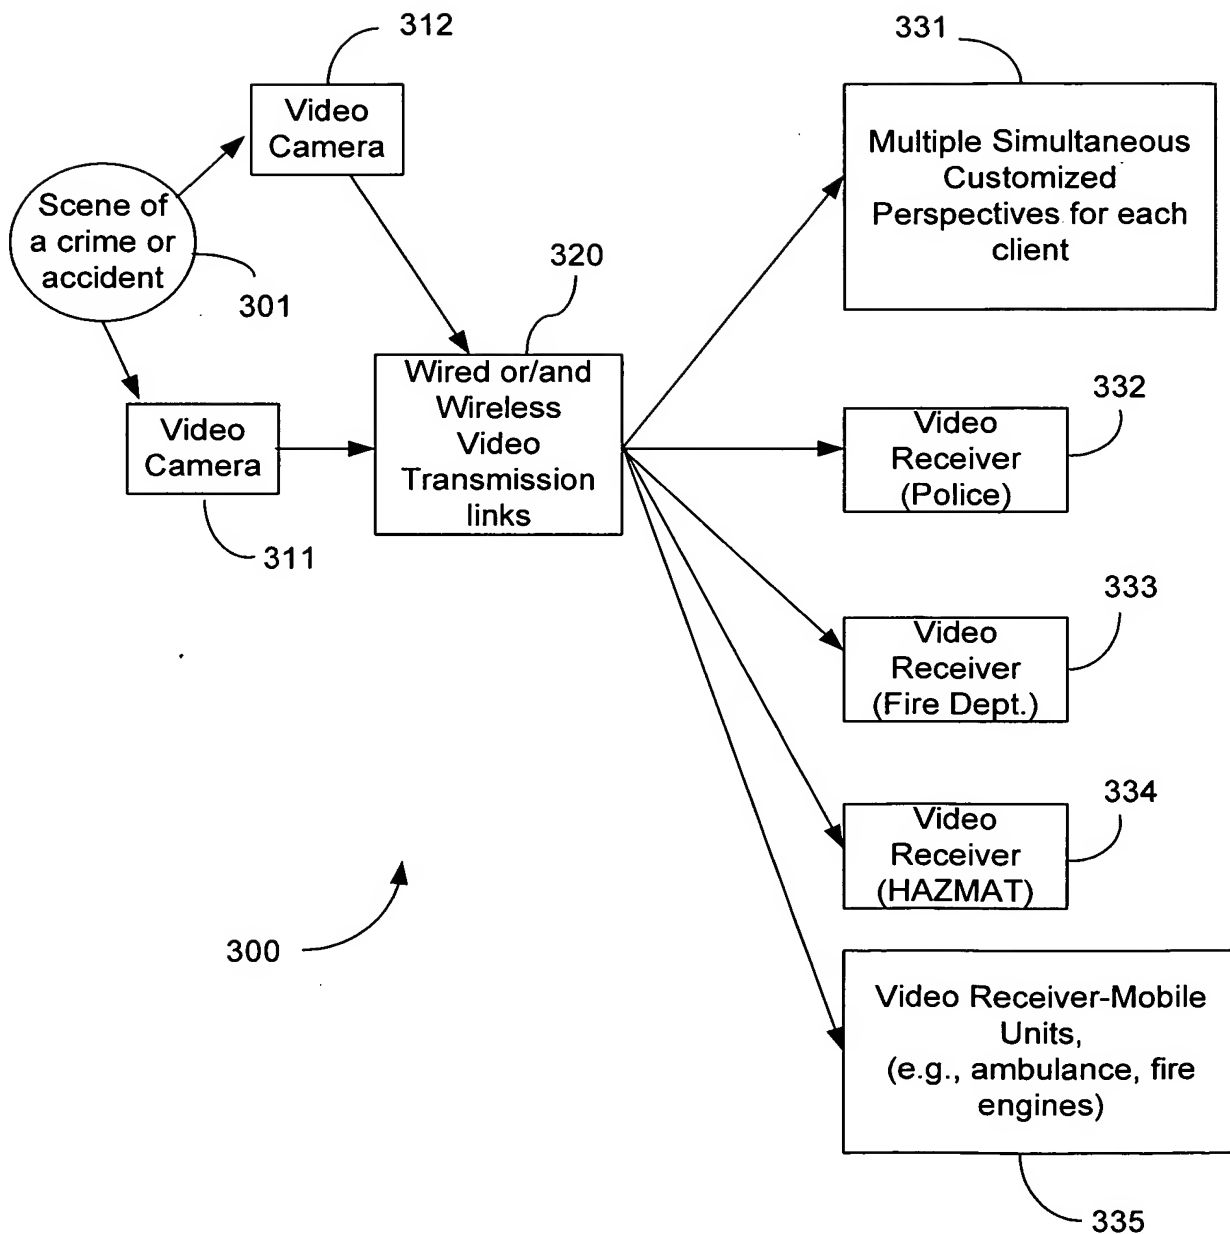 312
331
Video
Camera
Multiple Simultaneous
Customized
Perspectives for each
client
Scene of
a crime or
accident
301
320
Wired or/and
Wireless
Video
Transmission
links
Video
Camera
311
332
Video
Receiver
(Police)
333
Video
Receiver
(Fire Dept.)
334
Video
Receiver
(HAZMAT)
300
Video Receiver-Mobile
Units,
(e.g., ambulance, fire
engines)
335